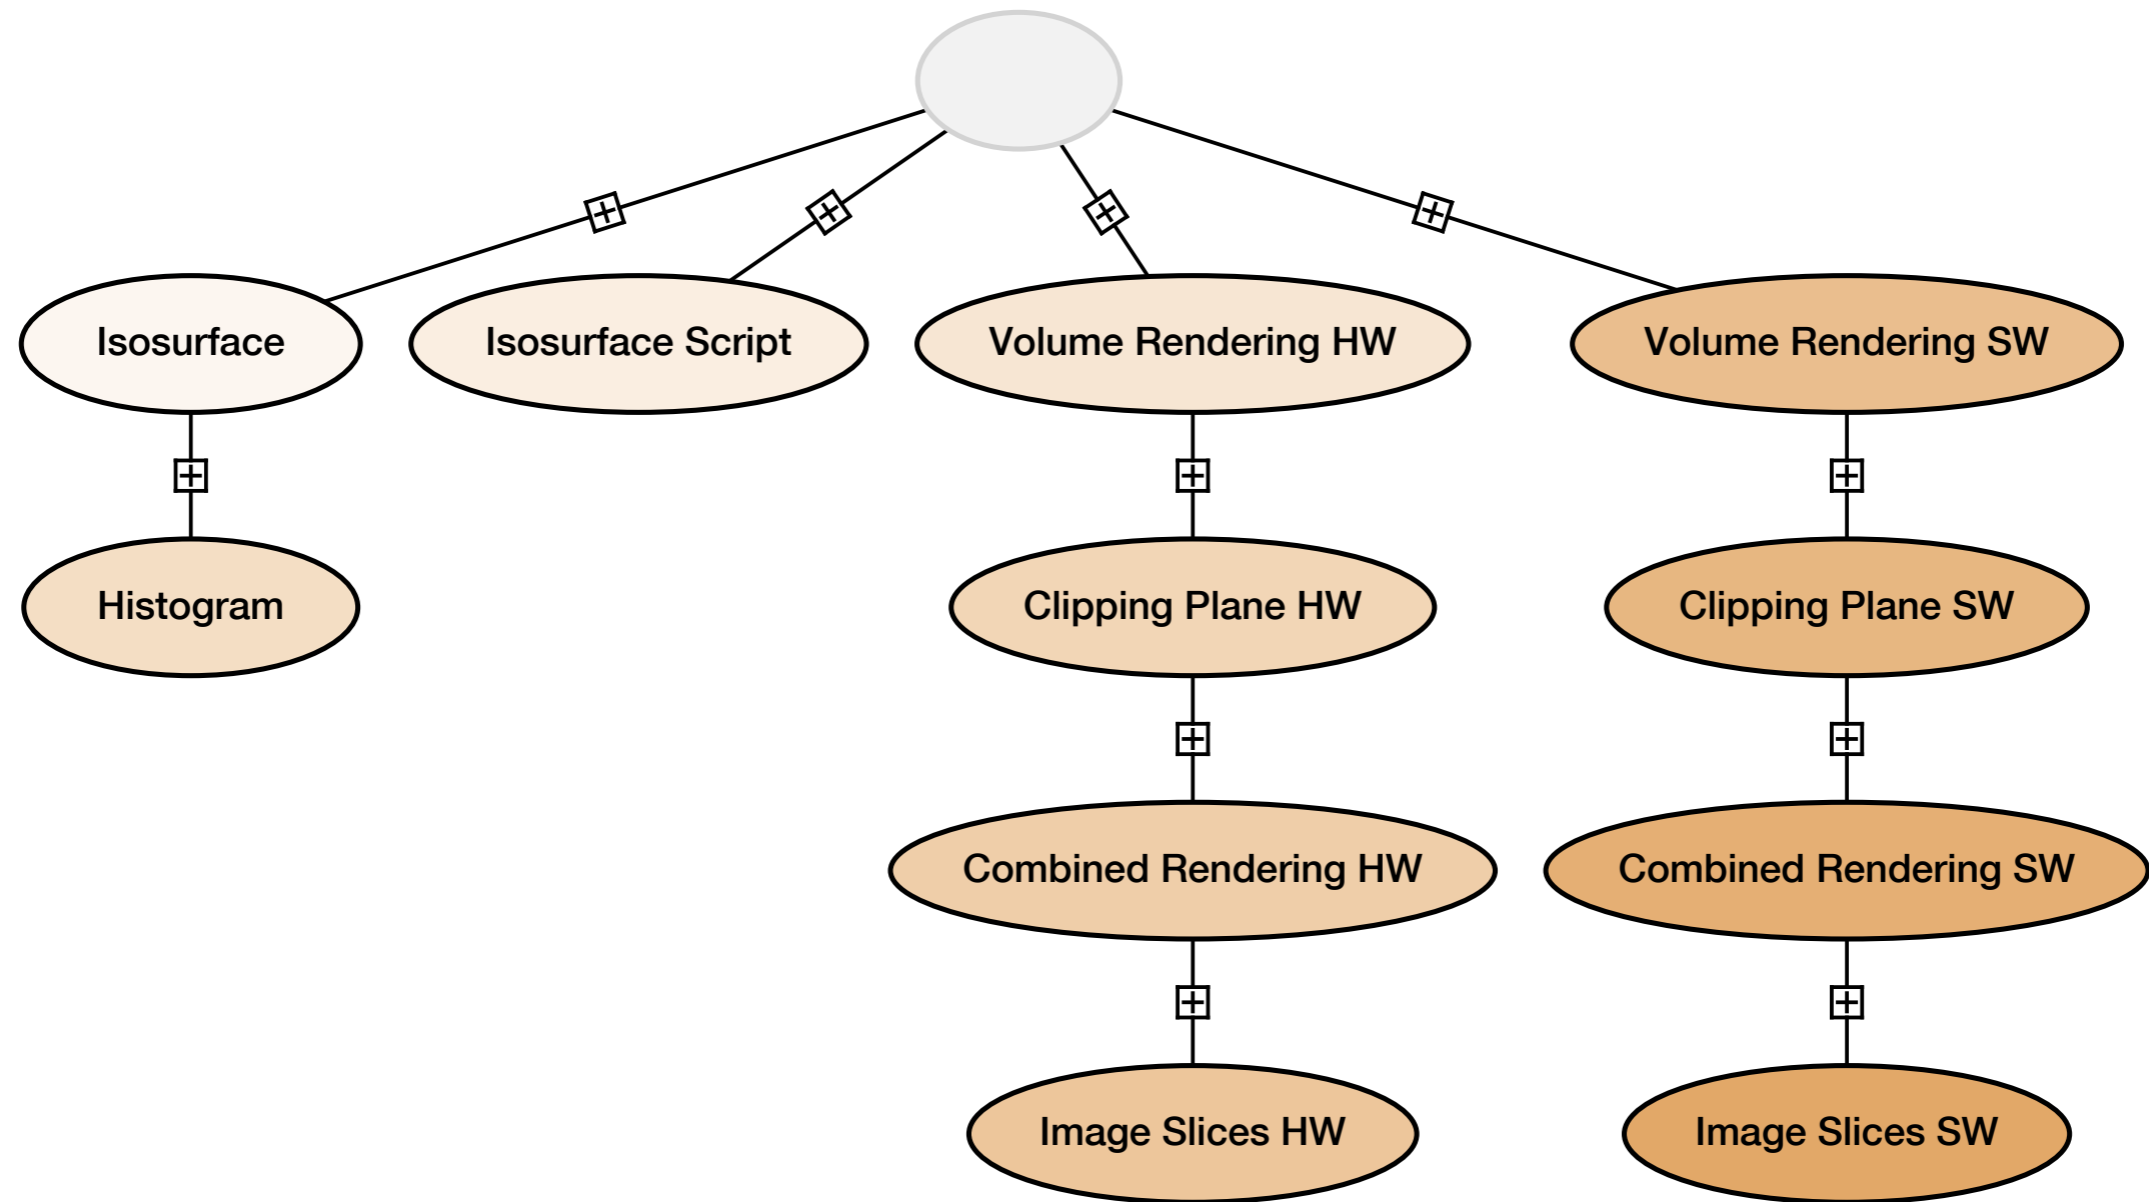 Isosurface
Isosurface Script
Volume Rendering HW
Volume Rendering SW
Histogram
Clipping Plane HW
Clipping Plane SW
Combined Rendering HW
Combined Rendering SW
Image Slices HW
Image Slices SW